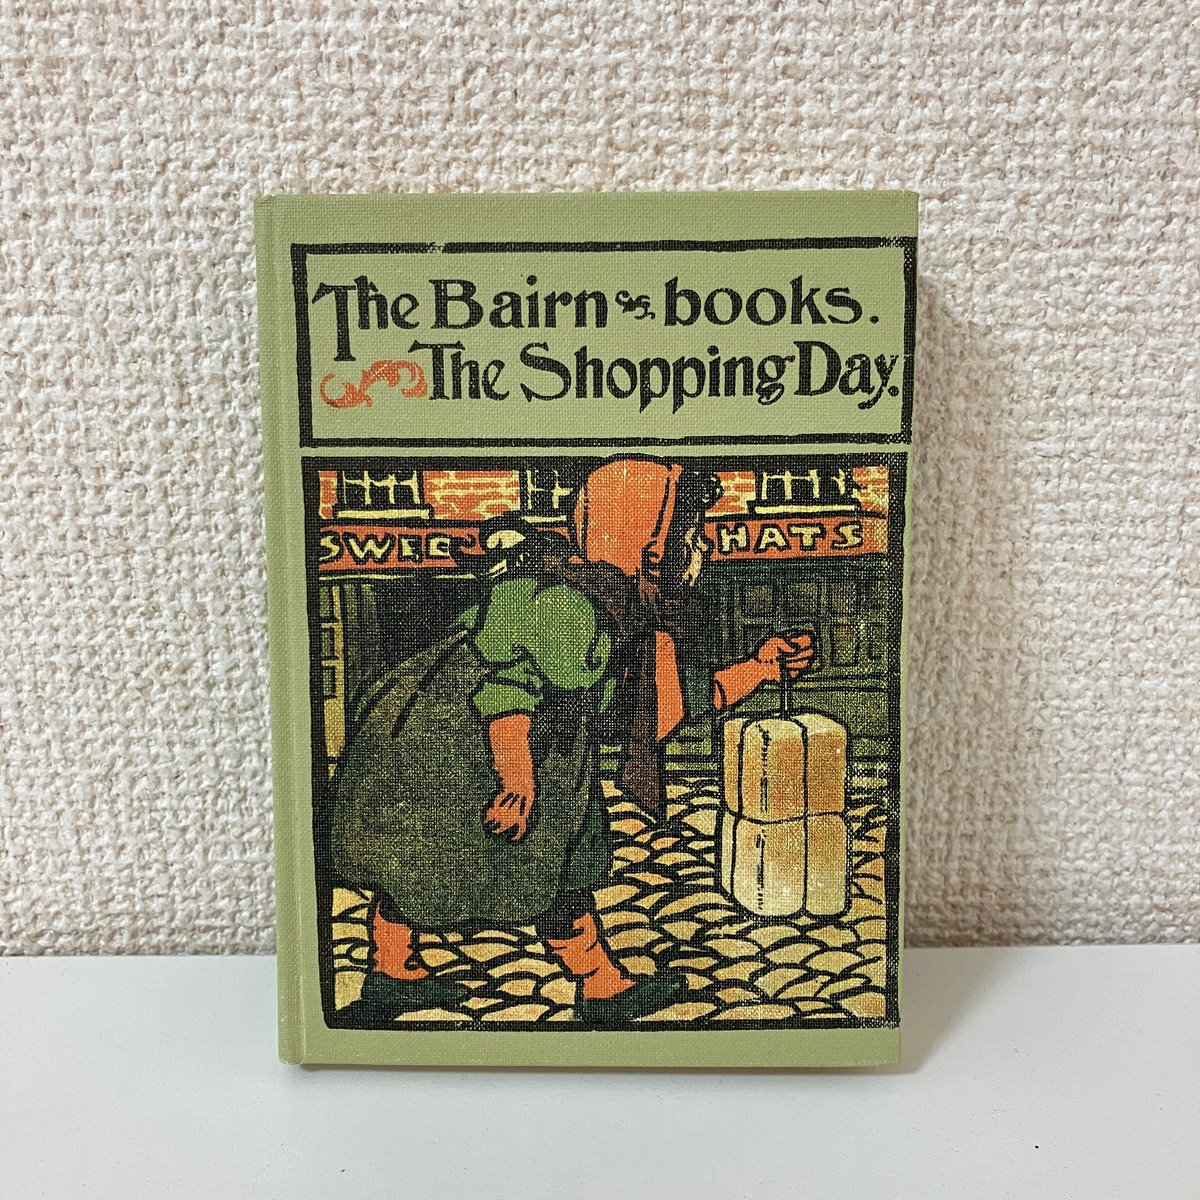 The Bairn books.
The Shopping Day.
SWEE
HATS